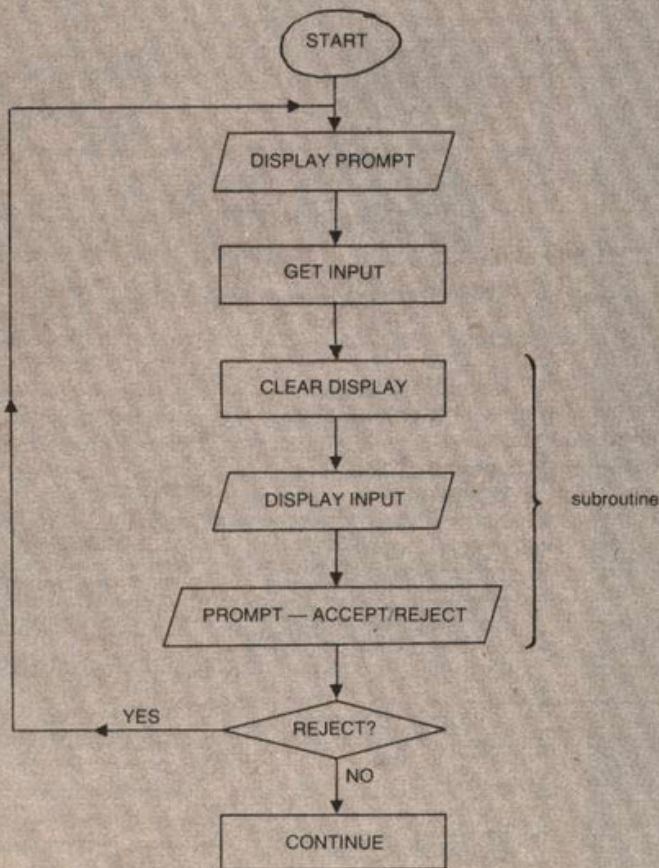 START
DISPLAY PROMPT
GET INPUT
CLEAR DISPLAY
DISPLAY INPUT
subroutine
PROMPT — ACCEPT/REJECT
YES
REJECT?
NO
CONTINUE